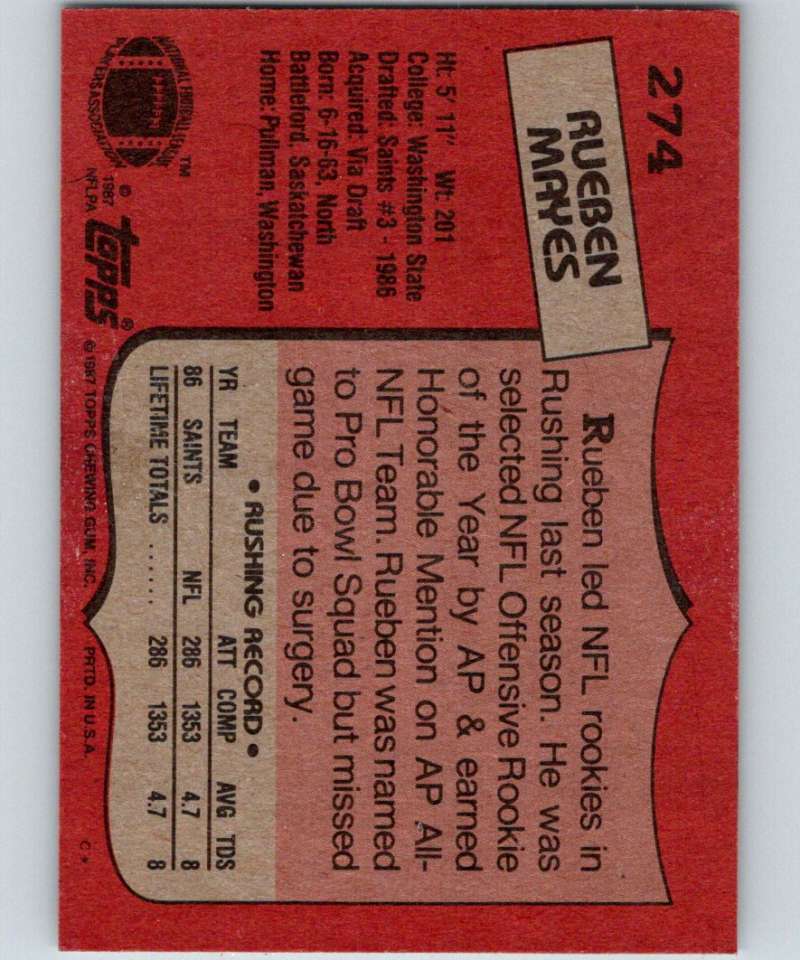 274
RUEBEN
MAYES
Ht: 5' 11" Wt: 201
College: Washington State
Drafted: Saints #3 - 1986
Acquired: Via Draft
Born: 6-16-63, North
Battleford, Saskatchewan
Home: Pullman, Washington
NATIONAL FOOTBALL LEAGUE
PLAYERS ASSOCIATION
TM
© 1987
NFLPA
topps®
Rueben led NFL rookies in
Rushing last season. He was
selected NFL Offensive Rookie
of the Year by AP & earned
Honorable Mention on AP All-
NFL Team. Rueben was named
to Pro Bowl Squad but missed
game due to surgery.
• RUSHING RECORD •
YR TEAM ATT COMP AVG TDS
86 SAINTS NFL 286 1353 4.7 8
LIFETIME TOTALS ...... 286 1353 4.7 8
© 1987 TOPPS CHEWING GUM, INC. PRTD. IN U.S.A. C*